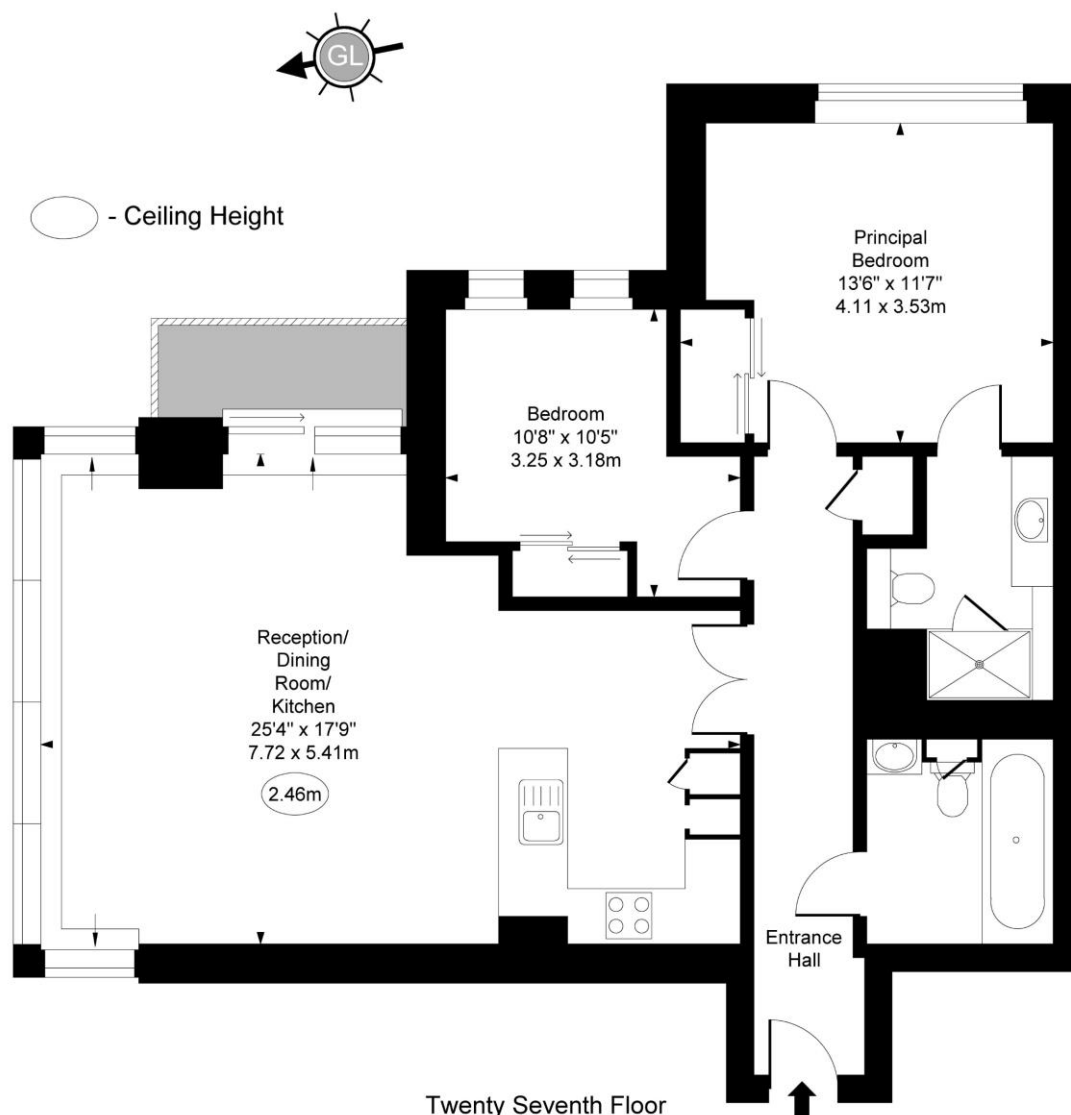 GL
- Ceiling Height
Principal
Bedroom
13'6" x 11'7"
4.11 x 3.53m
Bedroom
10'8" x 10'5"
3.25 x 3.18m
Reception/
Dining
Room/
Kitchen
25'4" x 17'9"
7.72 x 5.41m
2.46m
Entrance
Hall
Twenty Seventh Floor